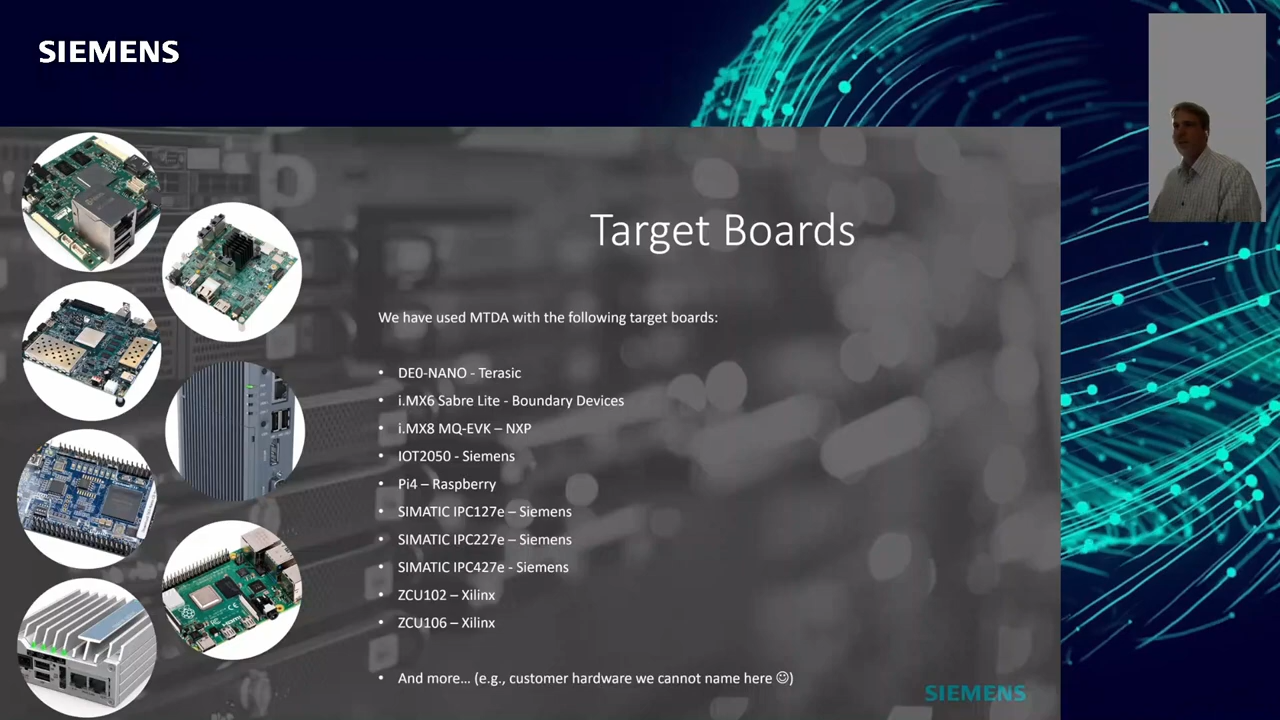 SIEMENS
Target Boards
We have used MTDA with the following target boards:
• DE0-NANO - Terasic
• i.MX6 Sabre Lite - Boundary Devices
• i.MX8 MQ-EVK – NXP
• IOT2050 - Siemens
• Pi4 – Raspberry
• SIMATIC IPC127e – Siemens
• SIMATIC IPC227e – Siemens
• SIMATIC IPC427e - Siemens
• ZCU102 – Xilinx
• ZCU106 – Xilinx
• And more… (e.g., customer hardware we cannot name here ☺)
SIEMENS